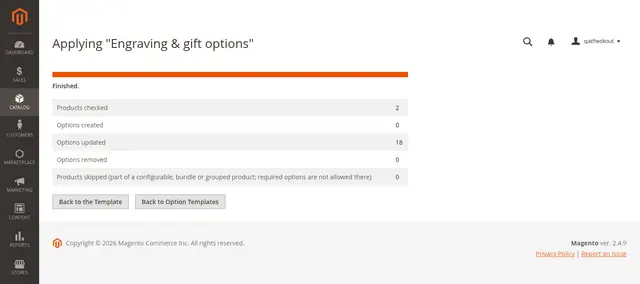 Applying "Engraving & gift options"
qacheckout
DASHBOARD
SALES
CATALOG
CUSTOMERS
MARKETPLACE
MARKETING
CONTENT
REPORTS
STORES
Finished.
Products checked 2
Options created 0
Options updated 18
Options removed 0
Products skipped (part of a configurable, bundle or grouped product; required options are not allowed there) 0
Back to the Template Back to Option Templates
Copyright © 2026 Magento Commerce Inc. All rights reserved.
Magento ver. 2.4.9
Privacy Policy | Report an Issue